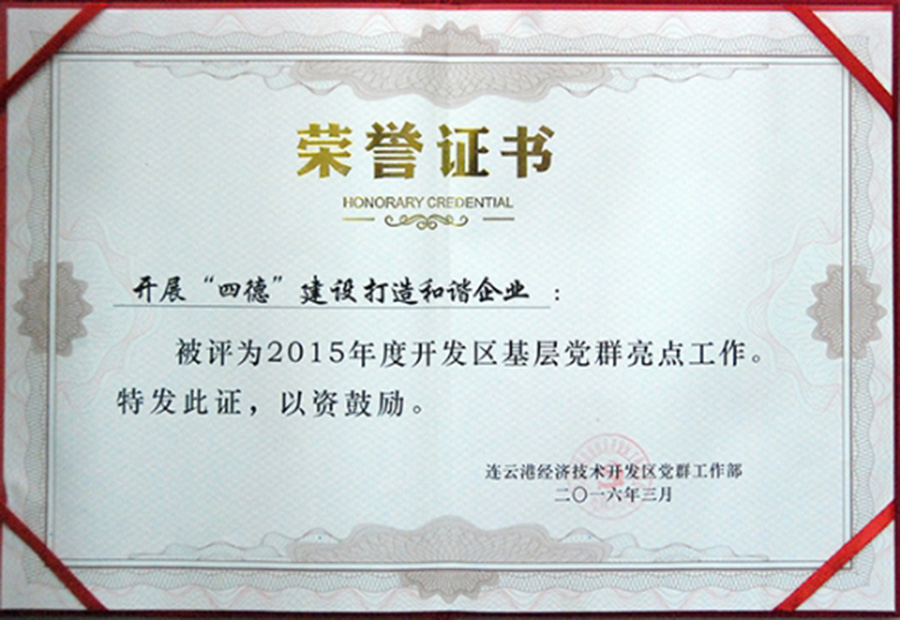 荣誉证书
HONORARY CREDENTIAL
开展“四德”建设打造和谐企业：
被评为2015年度开发区基层党群亮点工作。
特发此证，以资鼓励。
连云港经济技术开发区党群工作部
二〇一六年三月